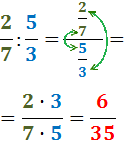 2/7 : 5/3 = (2/7)/(5/3) =
= (2 · 3)/(7 · 5) = 6/35